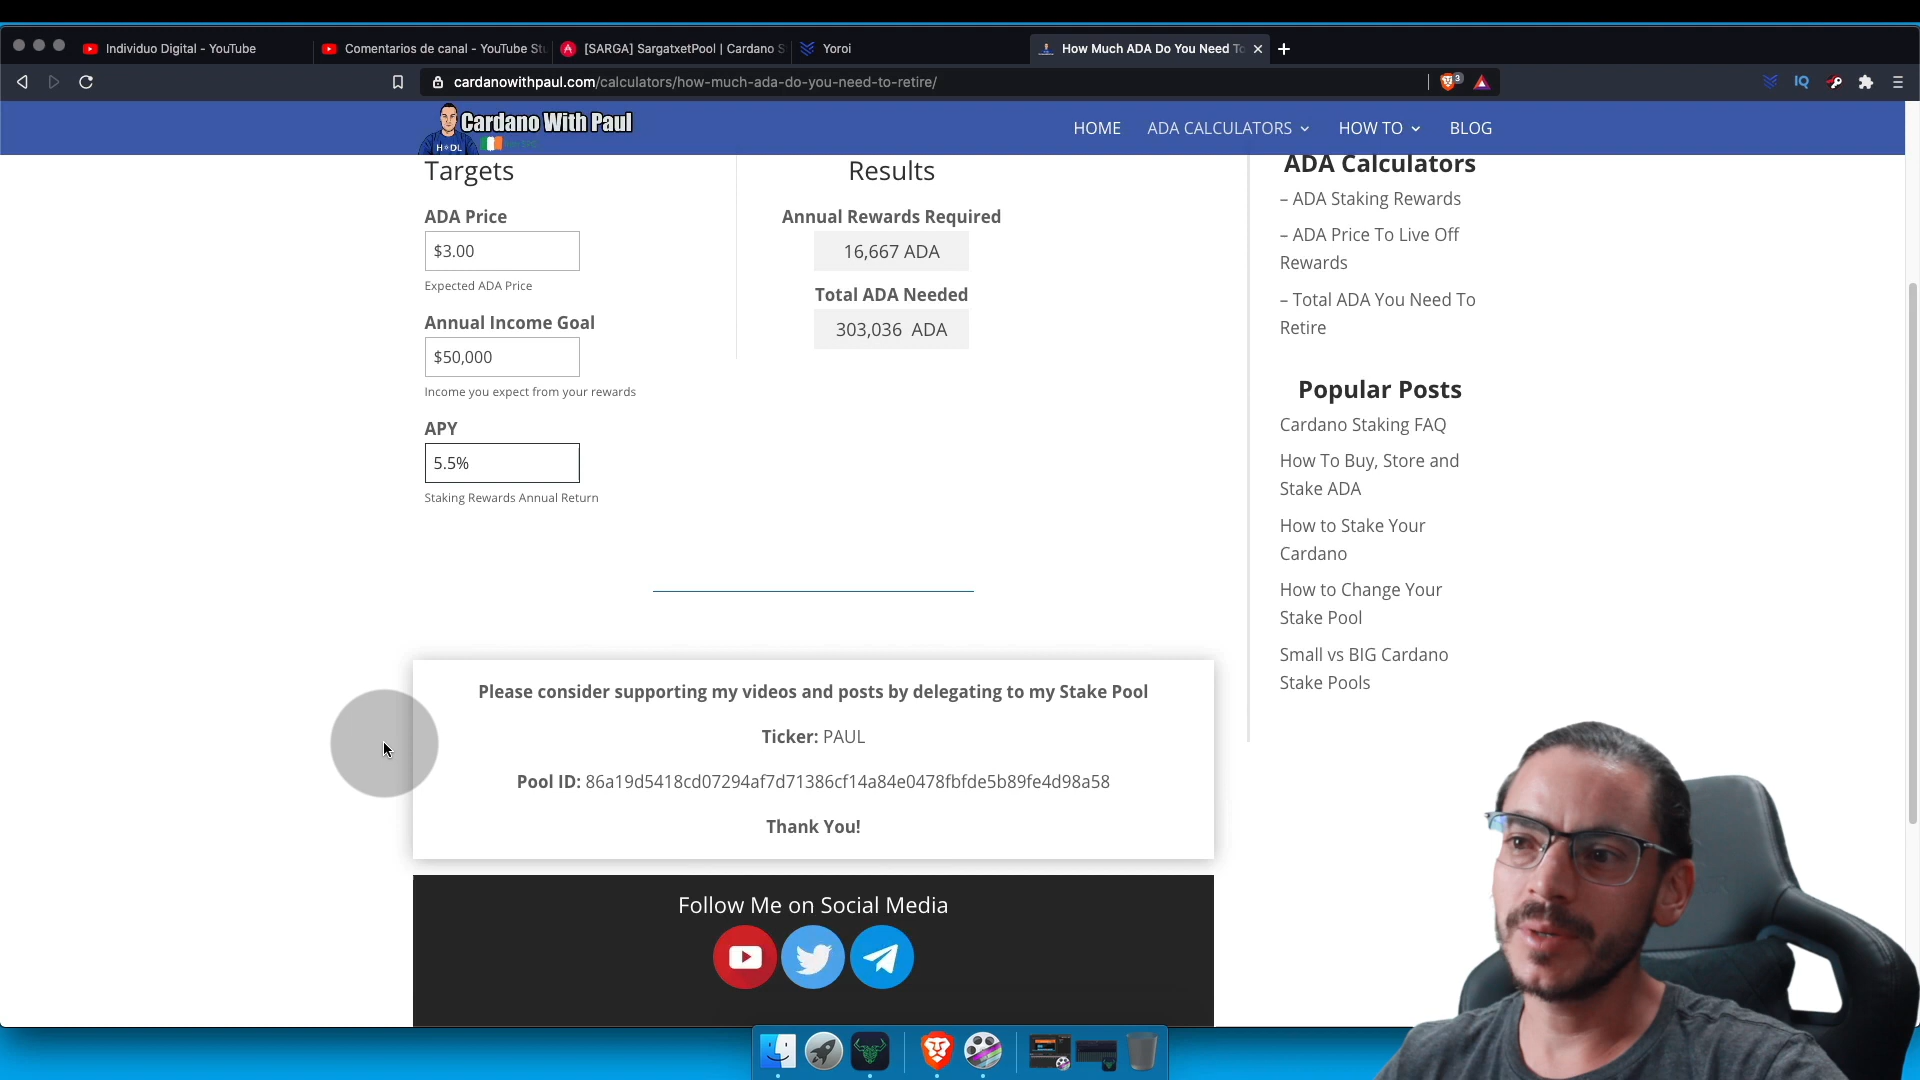 Individuo Digital - YouTube
Comentarios de canal - YouTube Stu
[SARGA] SargatxetPool | Cardano S
Yoroi
How Much ADA Do You Need To
cardanowithpaul.com/calculators/how-much-ada-do-you-need-to-retire/
3
IQ
Cardano With Paul
H DL
HOME
ADA CALCULATORS
HOW TO
BLOG
Targets
ADA Price
$3.00
Expected ADA Price
Annual Income Goal
$50,000
Income you expect from your rewards
APY
5.5%
Staking Rewards Annual Return
Results
Annual Rewards Required
16,667 ADA
Total ADA Needed
303,036 ADA
ADA Calculators
– ADA Staking Rewards
– ADA Price To Live Off
Rewards
– Total ADA You Need To
Retire
Popular Posts
Cardano Staking FAQ
How To Buy, Store and
Stake ADA
How to Stake Your
Cardano
How to Change Your
Stake Pool
Small vs BIG Cardano
Stake Pools
Please consider supporting my videos and posts by delegating to my Stake Pool
Ticker: PAUL
Pool ID: 86a19d5418cd07294af7d71386cf14a84e0478fbfde5b89fe4d98a58
Thank You!
Follow Me on Social Media